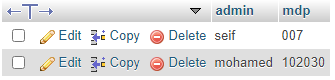 admin mdp
Edit Copy Delete seif 007
Edit Copy Delete mohamed 102030